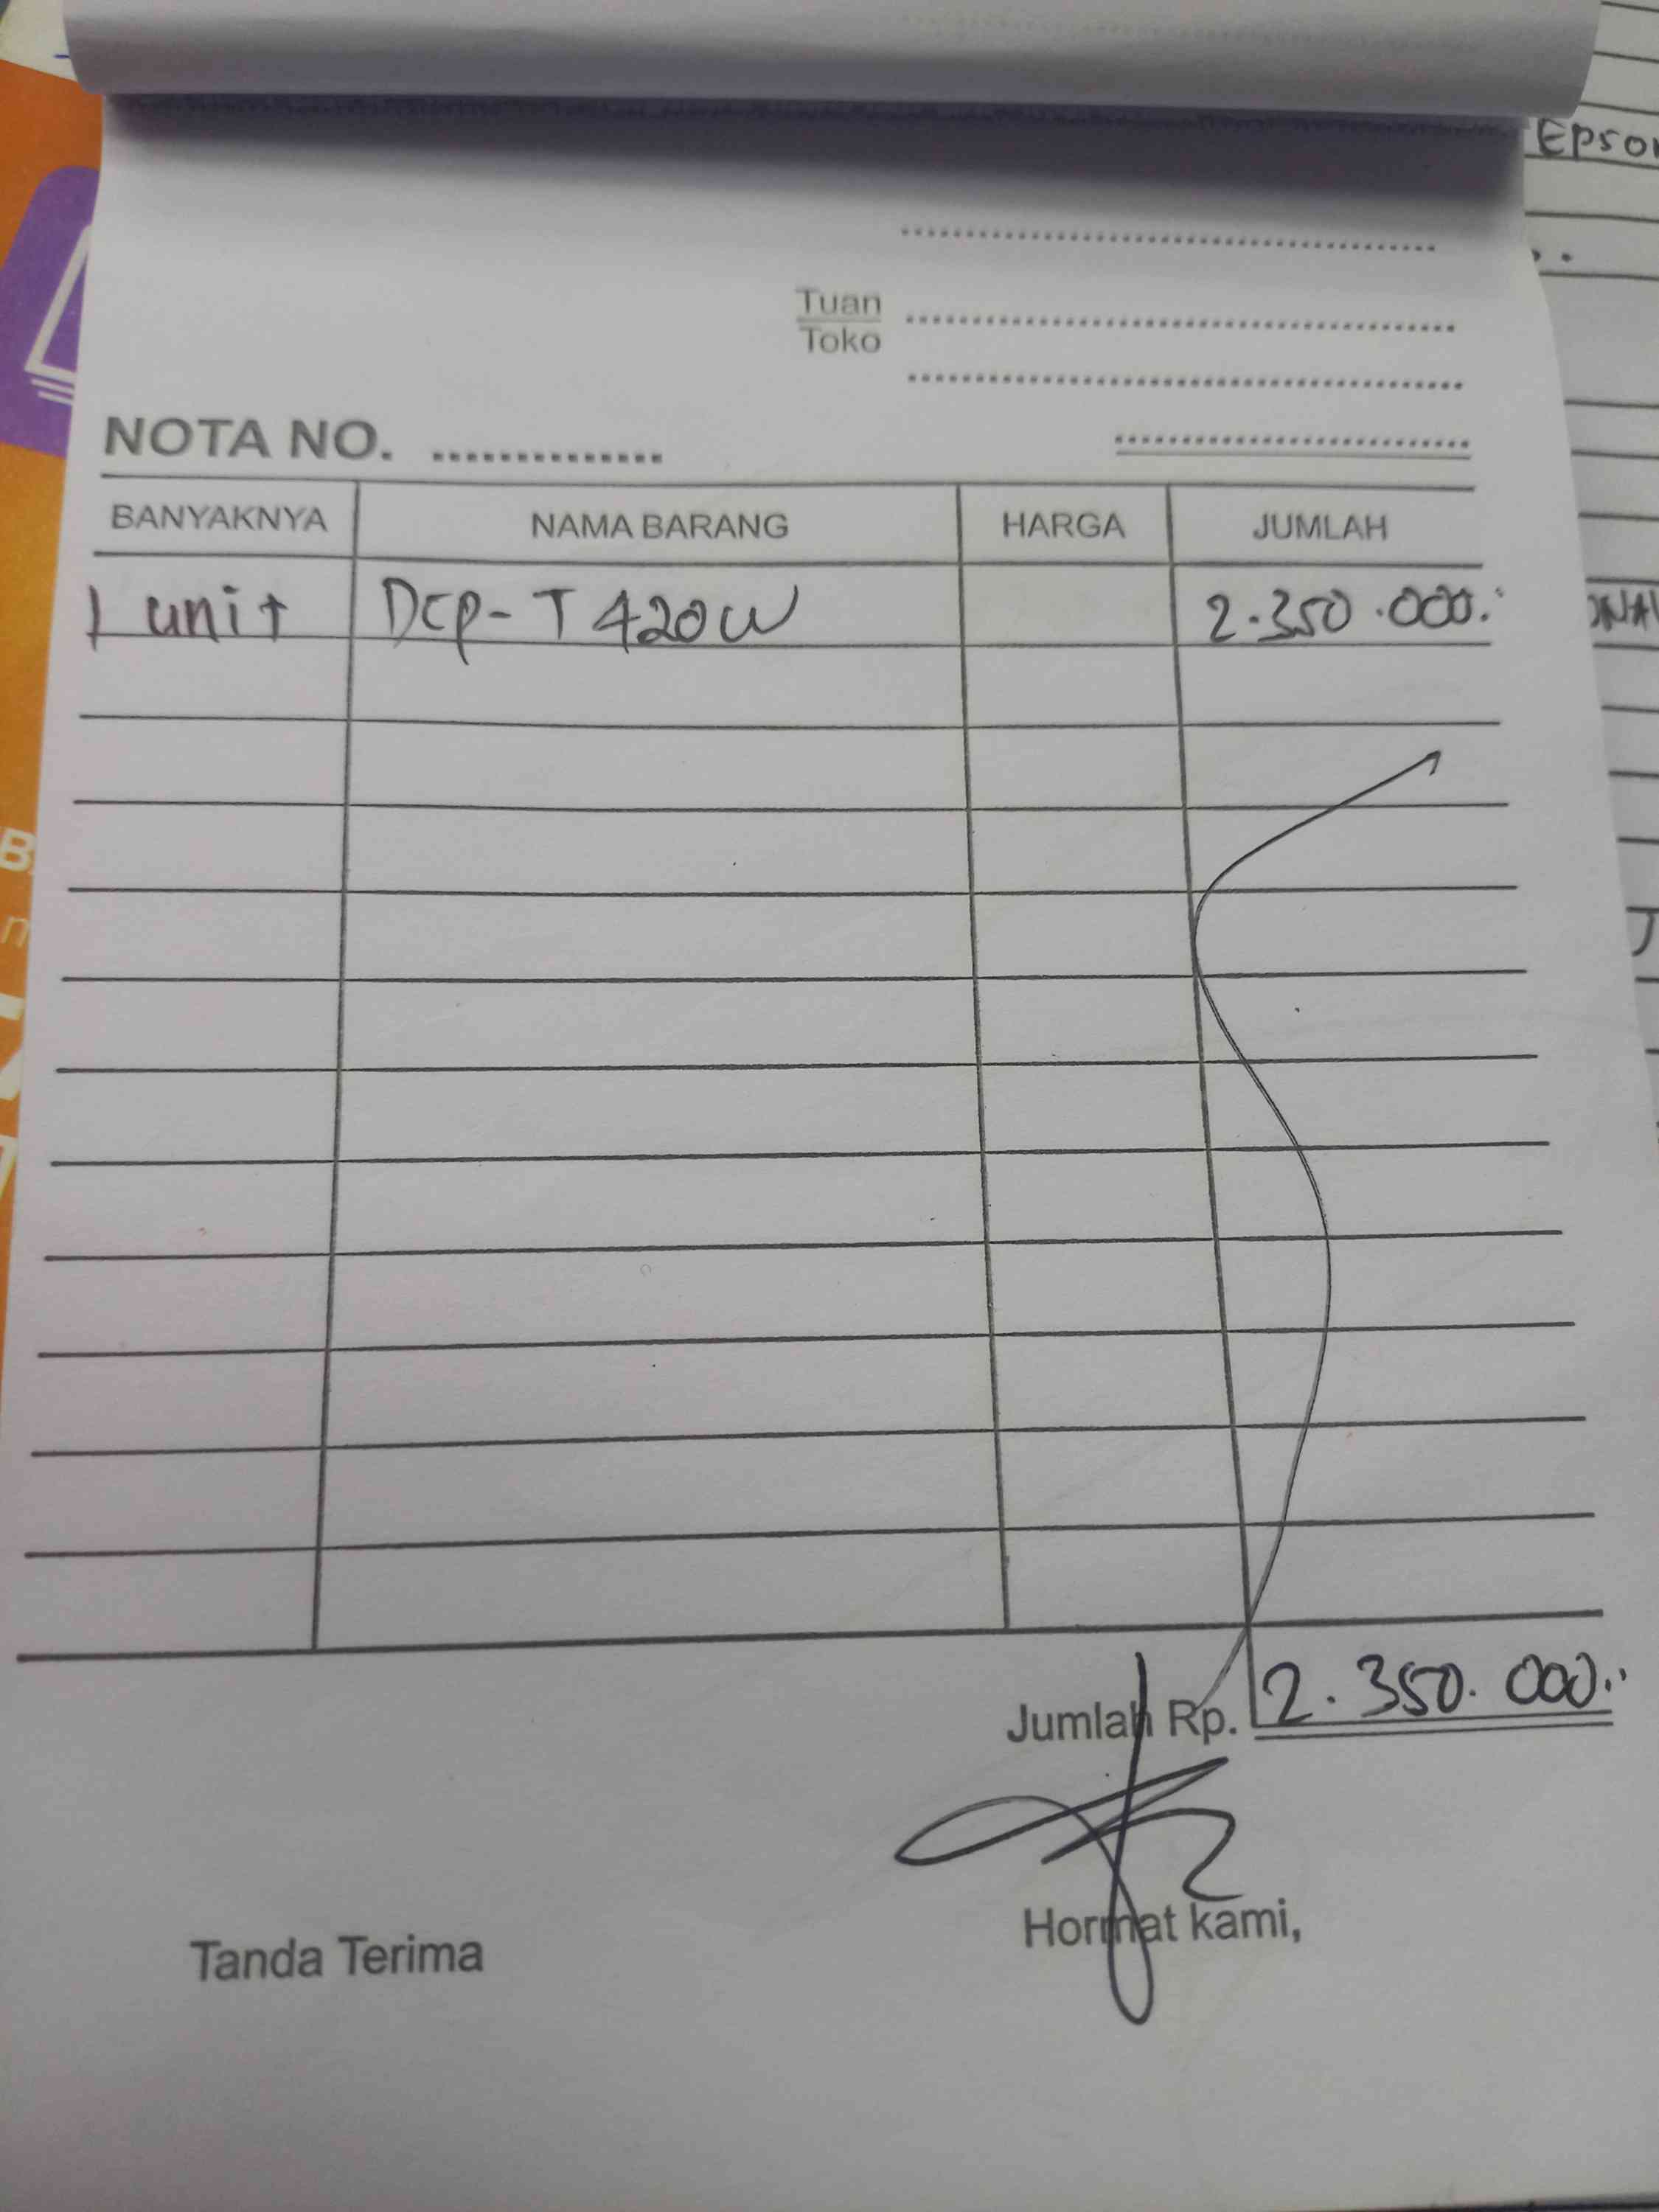 Epson
Tuan
Toko
NOTA NO.
BANYAKNYA NAMA BARANG HARGA JUMLAH
1 unit DCP-T420W 2.350.000.-
Jumlah Rp. 2.350.000.-
Hormat kami,
Tanda Terima